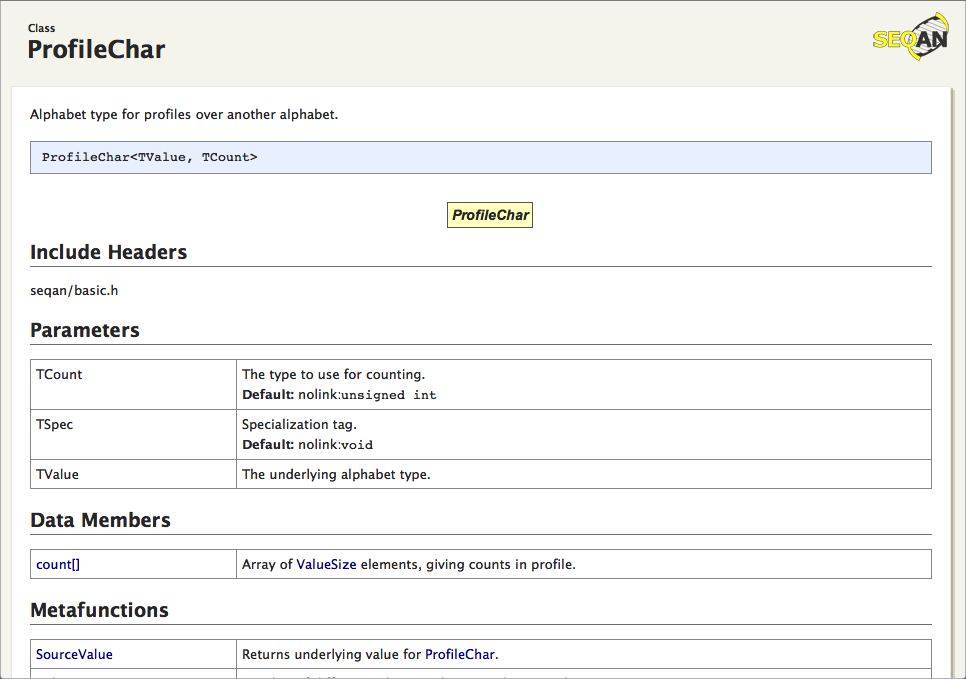 Class
ProfileChar
SEQAN
Alphabet type for profiles over another alphabet.
ProfileChar<TValue, TCount>
ProfileChar
Include Headers
seqan/basic.h
Parameters
TCount The type to use for counting.
Default: nolink:unsigned int
TSpec Specialization tag.
Default: nolink:void
TValue The underlying alphabet type.
Data Members
count[] Array of ValueSize elements, giving counts in profile.
Metafunctions
SourceValue Returns underlying value for ProfileChar.